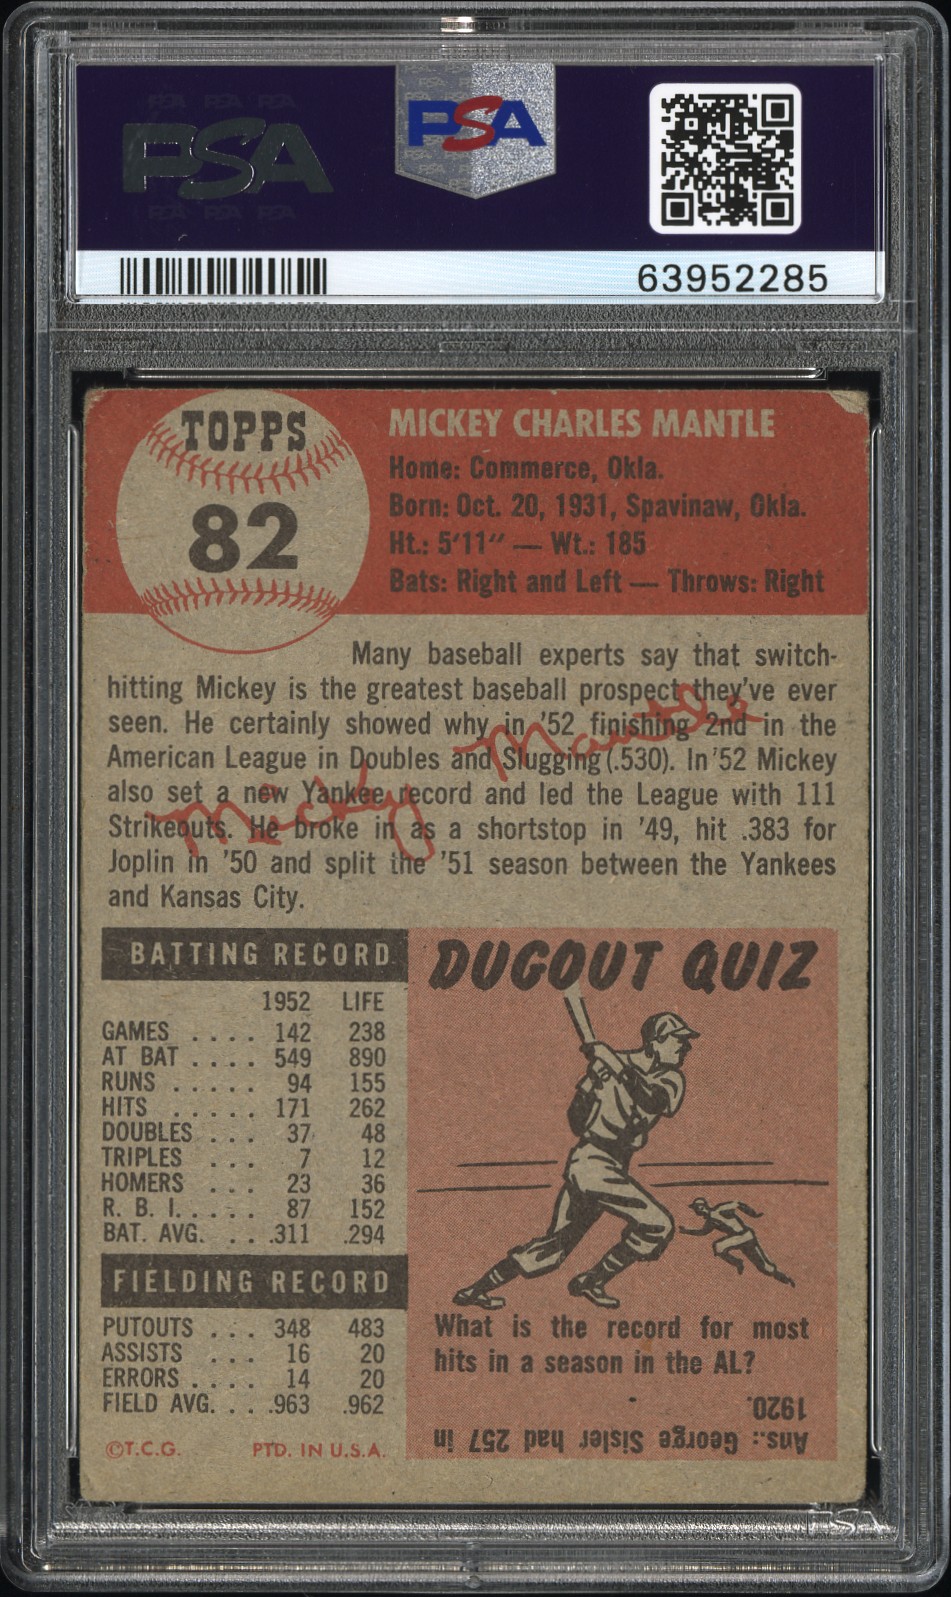 PSA
PSA
63952285
TOPPS
82
MICKEY CHARLES MANTLE
Home: Commerce, Okla.
Born: Oct. 20, 1931, Spavinaw, Okla.
Ht.: 5'11" — Wt.: 185
Bats: Right and Left — Throws: Right
Many baseball experts say that switch-
hitting Mickey is the greatest baseball prospect they've ever
seen. He certainly showed why in '52 finishing 2nd in the
American League in Doubles and Slugging (.530). In '52 Mickey
also set a new Yankee record and led the League with 111
Strikeouts. He broke in as a shortstop in '49, hit .383 for
Joplin in '50 and split the '51 season between the Yankees
and Kansas City.
Micky Mantle
BATTING RECORD
1952 LIFE
GAMES .... 142 238
AT BAT .... 549 890
RUNS ..... 94 155
HITS ..... 171 262
DOUBLES ... 37 48
TRIPLES ... 7 12
HOMERS ... 23 36
R. B. I..... 87 152
BAT. AVG. ...311 .294
FIELDING RECORD
PUTOUTS ... 348 483
ASSISTS ... 16 20
ERRORS .... 14 20
FIELD AVG. ...963 .962
©T.C.G. PTD. IN U.S.A.
DUGOUT QUIZ
What is the record for most
hits in a season in the AL?
Ans.: George Sisler had 257 in
1920.
PSA